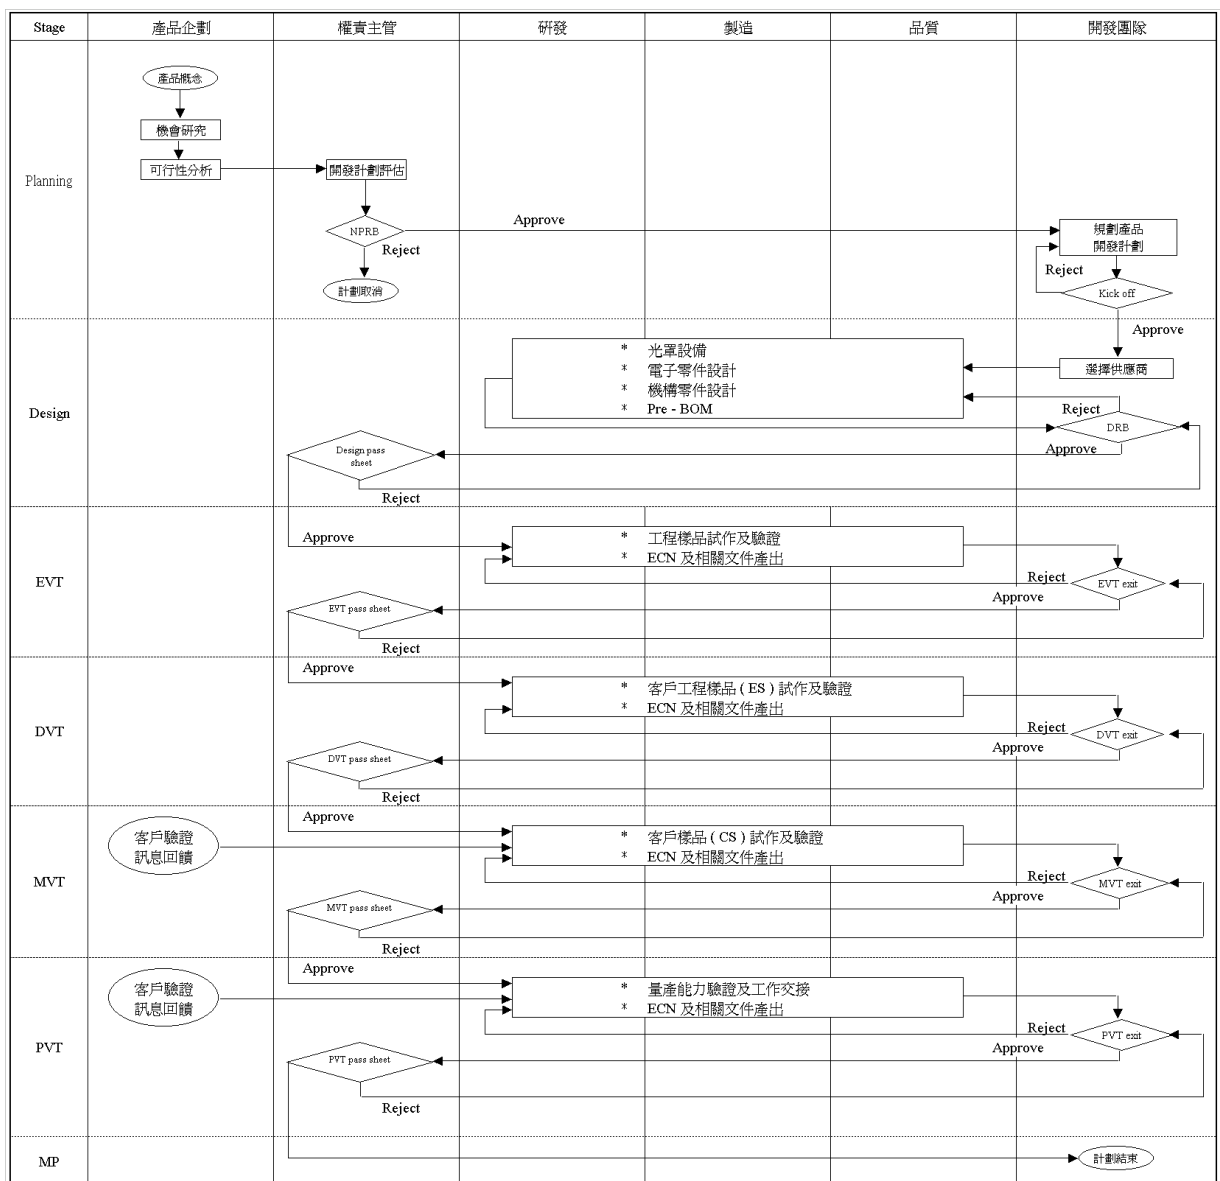 Stage 產品企劃 權責主管 研發 製造 品質 開發團隊
Planning
產品概念
機會研究
可行性分析
開發計劃評估
NPRB
Approve
Reject
計劃取消
規劃產品
開發計劃
Reject
Kick off
Approve
Design
選擇供應商
* 光罩設備
* 電子零件設計
* 機構零件設計
* Pre - BOM
Reject
DRB
Approve
Design pass
sheet
Reject
EVT
Approve
* 工程樣品試作及驗證
* ECN 及相關文件產出
Reject
EVT exit
Approve
EVT pass sheet
Reject
DVT
Approve
* 客戶工程樣品 ( ES ) 試作及驗證
* ECN 及相關文件產出
Reject
DVT exit
Approve
DVT pass sheet
Reject
MVT
Approve
客戶驗證
訊息回饋
* 客戶樣品 ( CS ) 試作及驗證
* ECN 及相關文件產出
Reject
MVT exit
Approve
MVT pass sheet
Reject
PVT
Approve
客戶驗證
訊息回饋
* 量產能力驗證及工作交接
* ECN 及相關文件產出
Reject
PVT exit
Approve
PVT pass sheet
Reject
MP
計劃結束